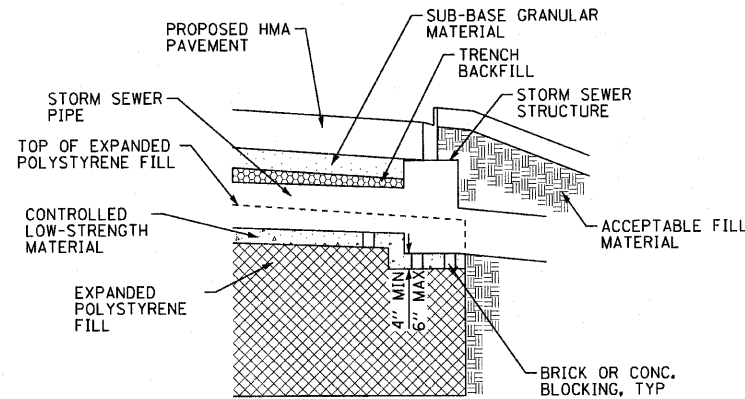 SUB-BASE GRANULAR
MATERIAL
PROPOSED HMA
PAVEMENT
TRENCH
BACKFILL
STORM SEWER
STRUCTURE
STORM SEWER
PIPE
TOP OF EXPANDED
POLYSTYRENE FILL
CONTROLLED
LOW-STRENGTH
MATERIAL
ACCEPTABLE FILL
MATERIAL
EXPANDED
POLYSTYRENE
FILL
4" MIN
6" MAX
BRICK OR CONC.
BLOCKING, TYP